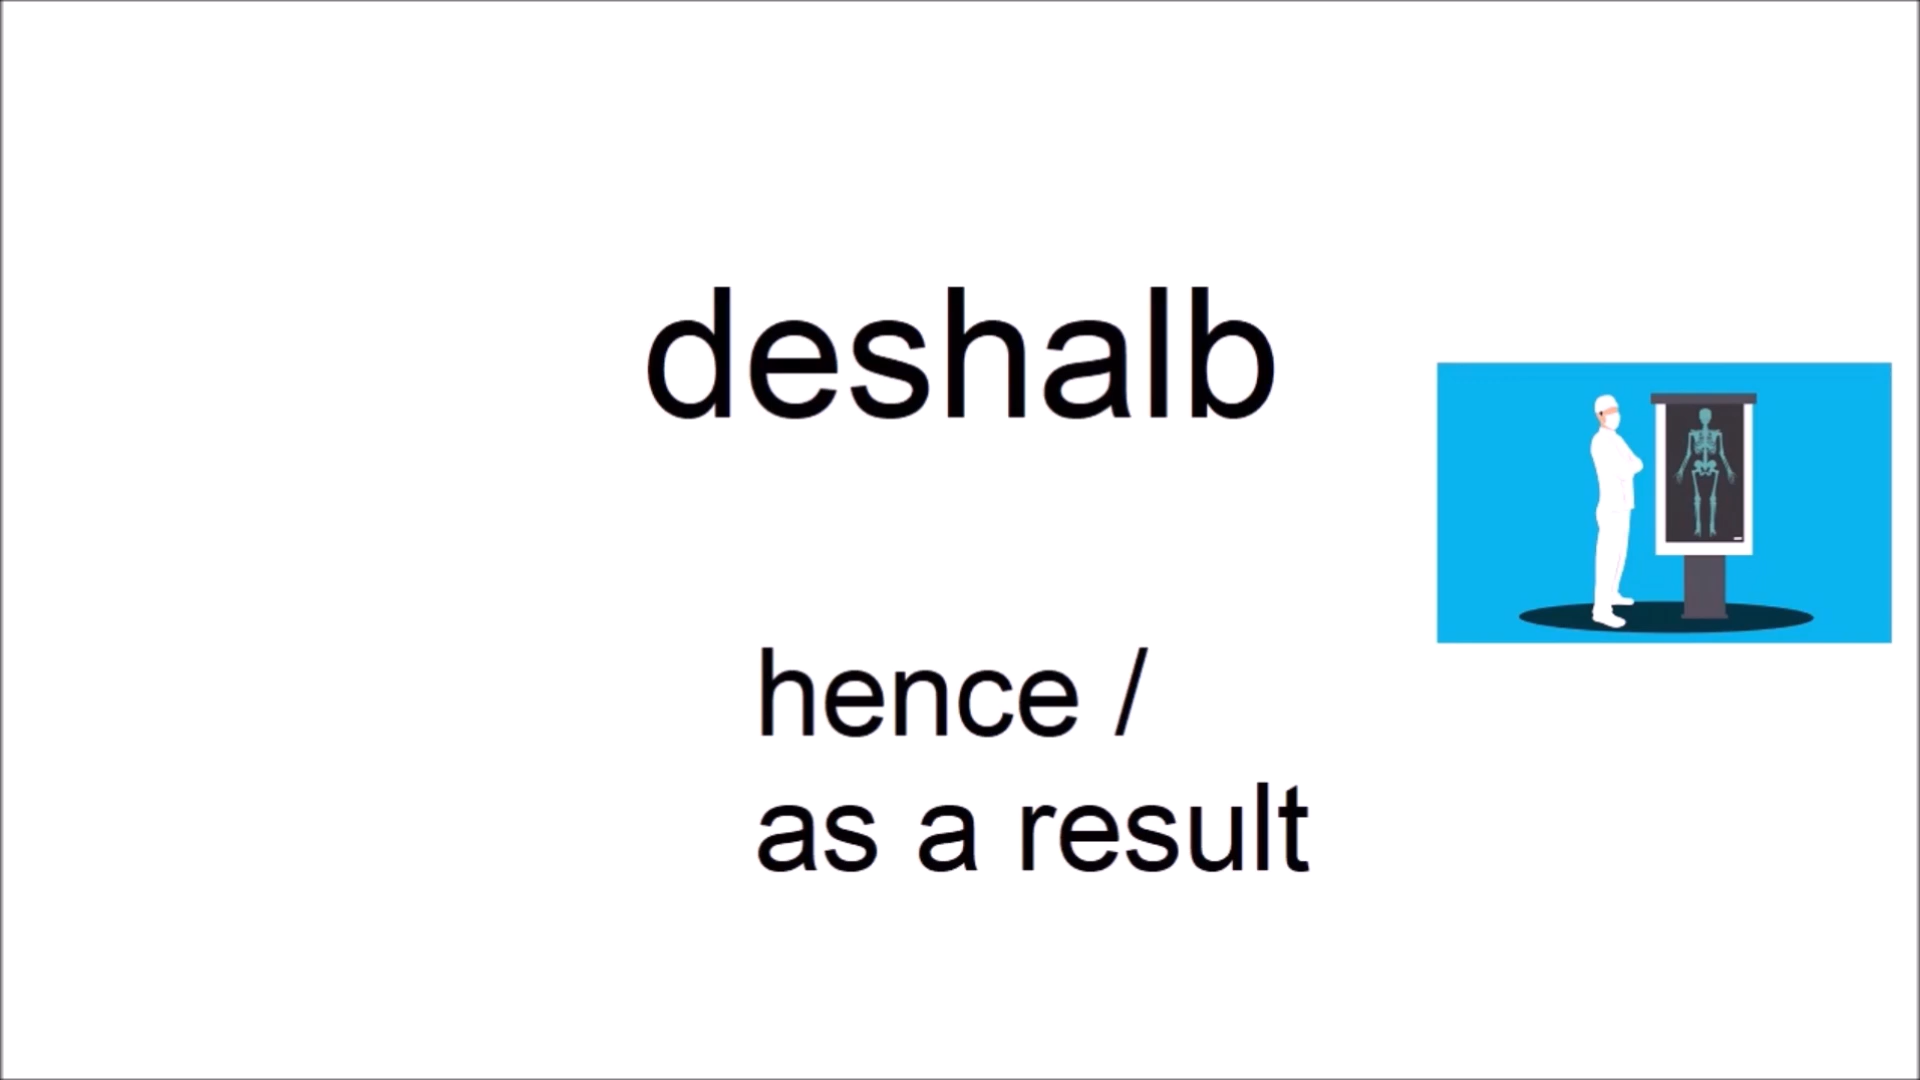 deshalb
hence /
as a result